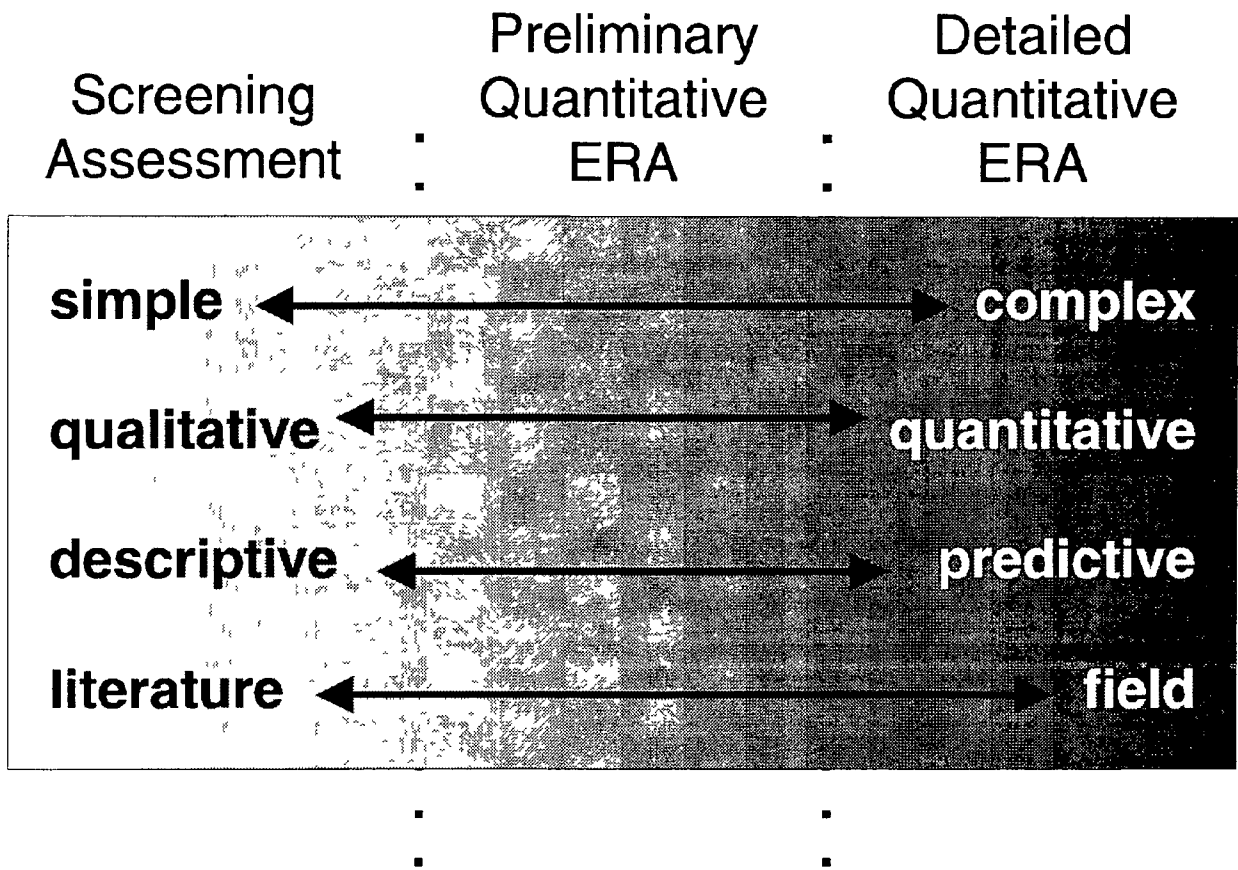 Screening
Assessment
Preliminary
Quantitative
ERA
Detailed
Quantitative
ERA
simple
complex
qualitative
quantitative
descriptive
predictive
literature
field